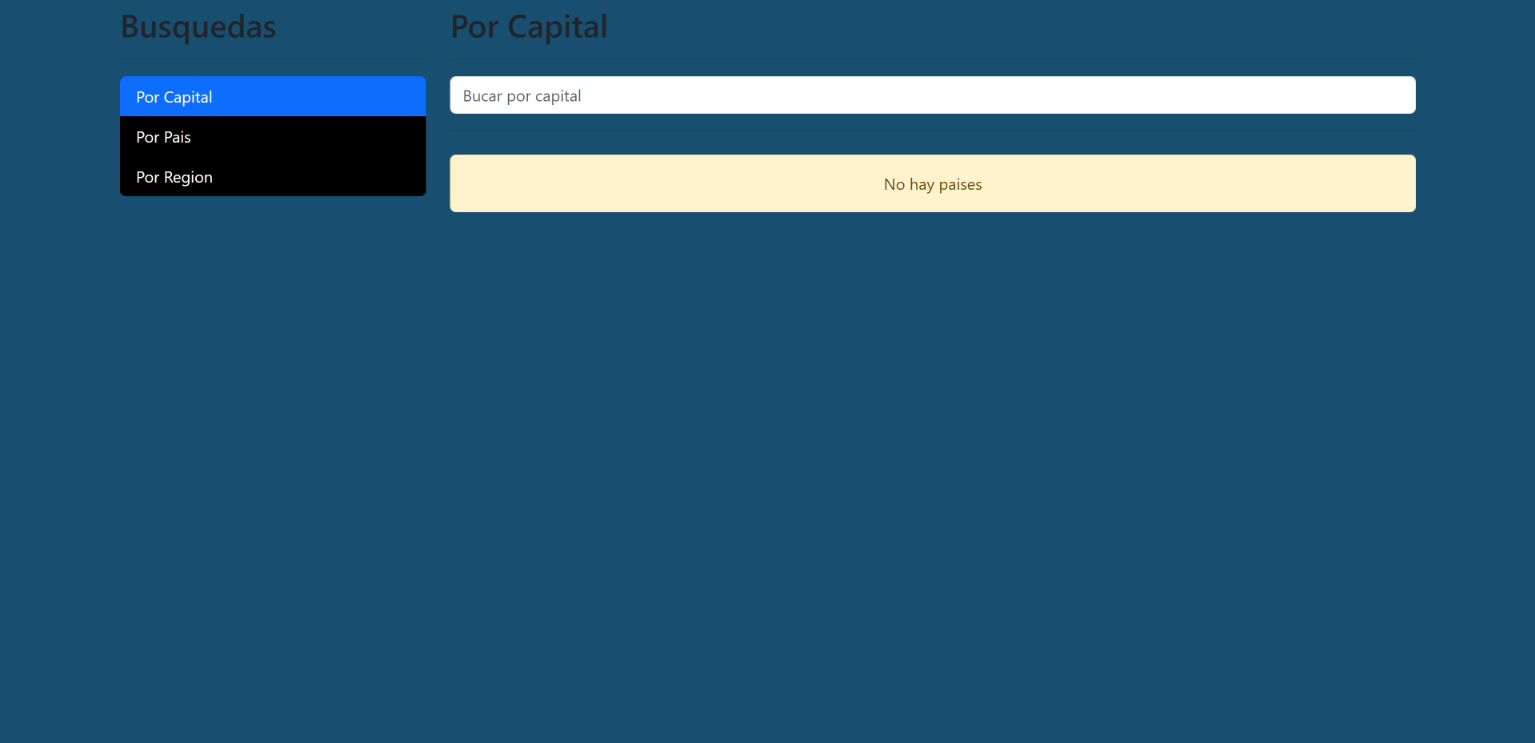 Busquedas
Por Capital
Por Pais
Por Region
Por Capital
Bucar por capital
No hay paises